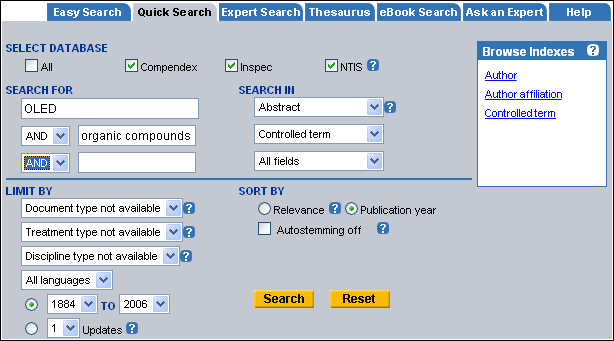 Easy Search Quick Search Expert Search Thesaurus eBook Search Ask an Expert Help
SELECT DATABASE
All Compendex Inspec NTIS ?
SEARCH FOR SEARCH IN
OLED Abstract ?
AND organic compounds Controlled term
AND All fields
Browse Indexes ?
Author
Author affiliation
Controlled term
LIMIT BY SORT BY
Document type not available ? Relevance ? Publication year
Treatment type not available ? Autostemming off ?
Discipline type not available ?
All languages
1884 TO 2006 Search Reset
1 Updates ?